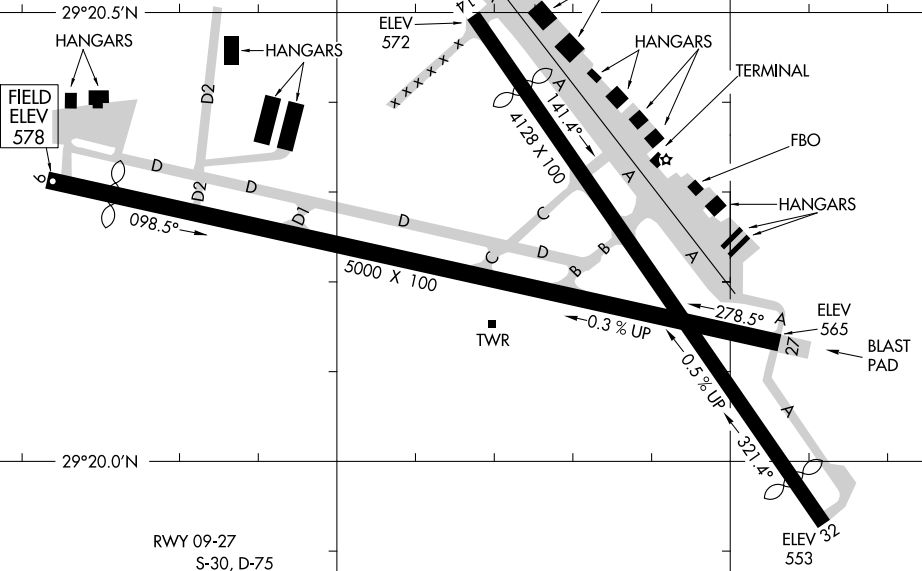 29°20.5'N
ELEV
572
14
HANGARS
HANGARS
HANGARS
D2
A
TERMINAL
FIELD
ELEV
578
141.4°
4128 X 100
FBO
9
D
D2
D
D1
A
HANGARS
098.5°
D
C
C
D
B
B
A
5000 X 100
278.5°
A
ELEV
565
0.3 % UP
TWR
27
BLAST
PAD
0.5 % UP
A
321.4°
29°20.0'N
32
RWY 09-27
S-30, D-75
ELEV
553